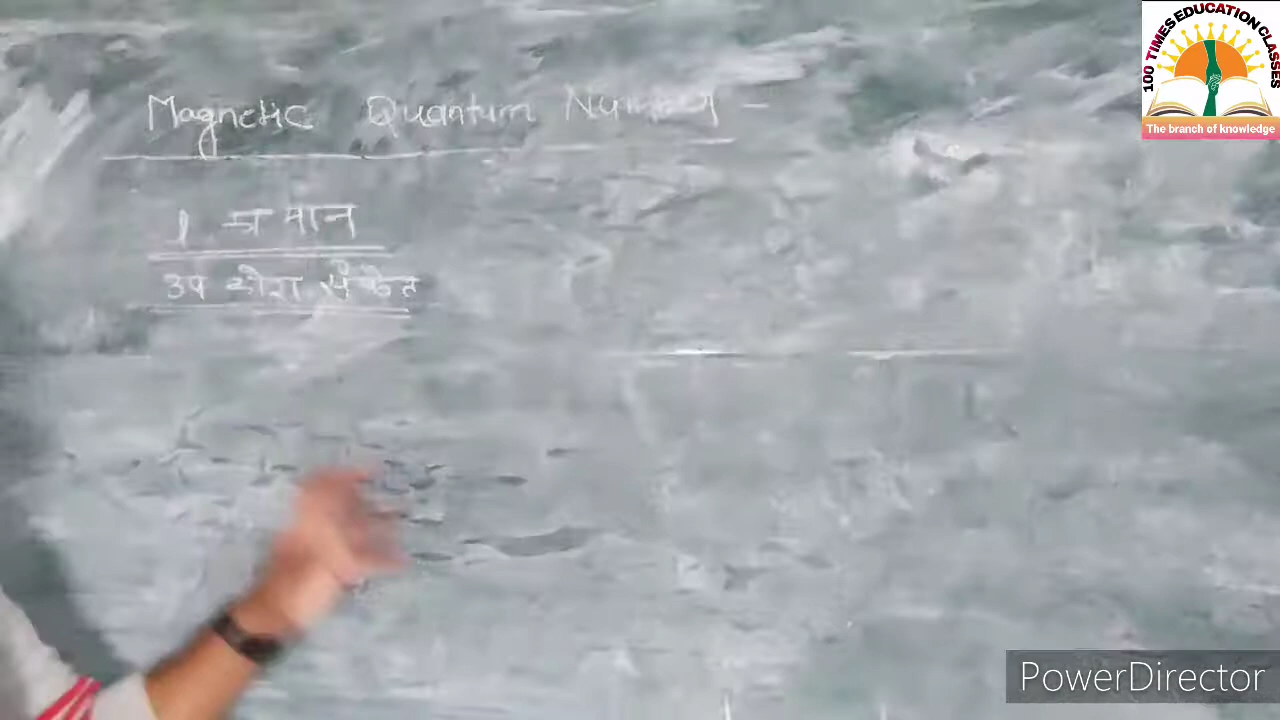 Magnetic Quantum Number -
l का मान
उप कोश संकेत
100 TIMES EDUCATION CLASSES
The branch of knowledge
PowerDirector